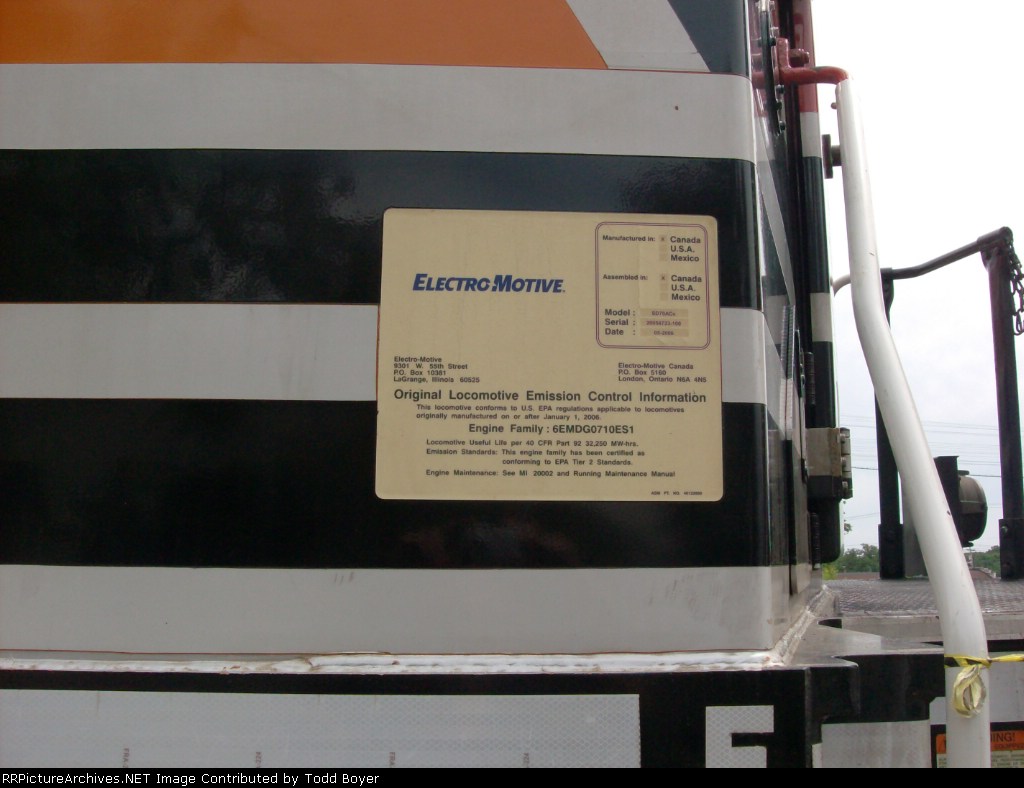 ELECTRO-MOTIVE
Manufactured in: x Canada
U.S.A.
Mexico
Assembled in: x Canada
U.S.A.
Mexico
Model :
Serial :
Date :
Electro-Motive
9301 W. 55th Street
P.O. Box 10381
LaGrange, Illinois 60525
Electro-Motive Canada
P.O. Box 5160
London, Ontario N6A 4N5
Original Locomotive Emission Control Information
This locomotive conforms to U.S. EPA regulations applicable to locomotives
originally manufactured on or after January 1, 2006.
Engine Family : 6EMDG0710ES1
Locomotive Useful Life per 40 CFR Part 92 32,250 MW-hrs.
Emission Standards: This engine family has been certified as
conforming to EPA Tier 2 Standards.
Engine Maintenance: See MI 20002 and Running Maintenance Manual
F
RRPictureArchives.NET Image Contributed by Todd Boyer